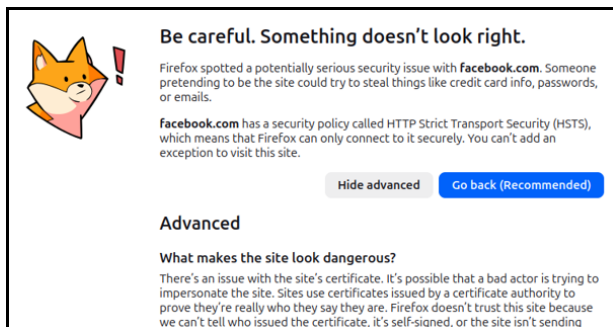 Be careful. Something doesn’t look right.
Firefox spotted a potentially serious security issue with facebook.com. Someone
pretending to be the site could try to steal things like credit card info, passwords,
or emails.
facebook.com has a security policy called HTTP Strict Transport Security (HSTS),
which means that Firefox can only connect to it securely. You can’t add an
exception to visit this site.
Hide advanced
Go back (Recommended)
Advanced
What makes the site look dangerous?
There’s an issue with the site’s certificate. It’s possible that a bad actor is trying to
impersonate the site. Sites use certificates issued by a certificate authority to
prove they’re really who they say they are. Firefox doesn’t trust this site because
we can’t tell who issued the certificate, it’s self-signed, or the site isn’t sending